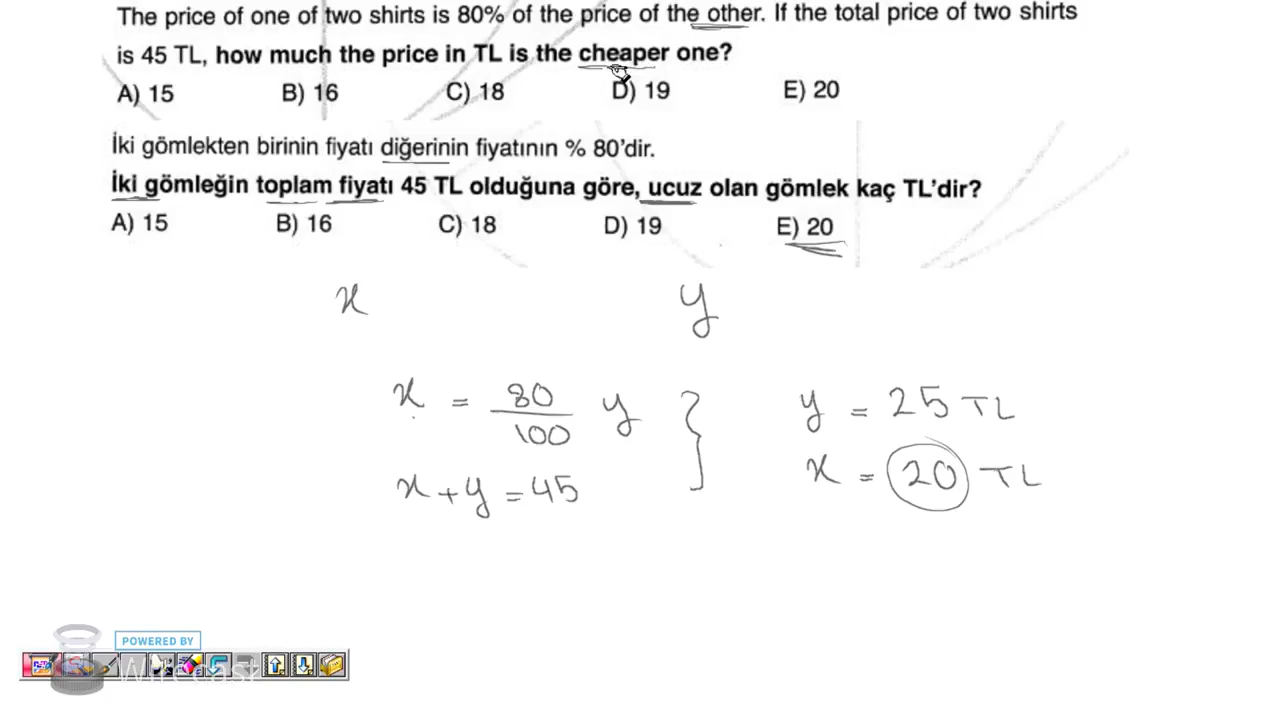 The price of one of two shirts is 80% of the price of the other. If the total price of two shirts
is 45 TL, how much the price in TL is the cheaper one?
A) 15 B) 16 C) 18 D) 19 E) 20
İki gömlekten birinin fiyatı diğerinin fiyatının % 80'dir.
İki gömleğin toplam fiyatı 45 TL olduğuna göre, ucuz olan gömlek kaç TL'dir?
A) 15 B) 16 C) 18 D) 19 E) 20
x y
x = 80/100 y } y = 25 TL
x + y = 45 x = 20 TL
POWERED BY
Wirecast